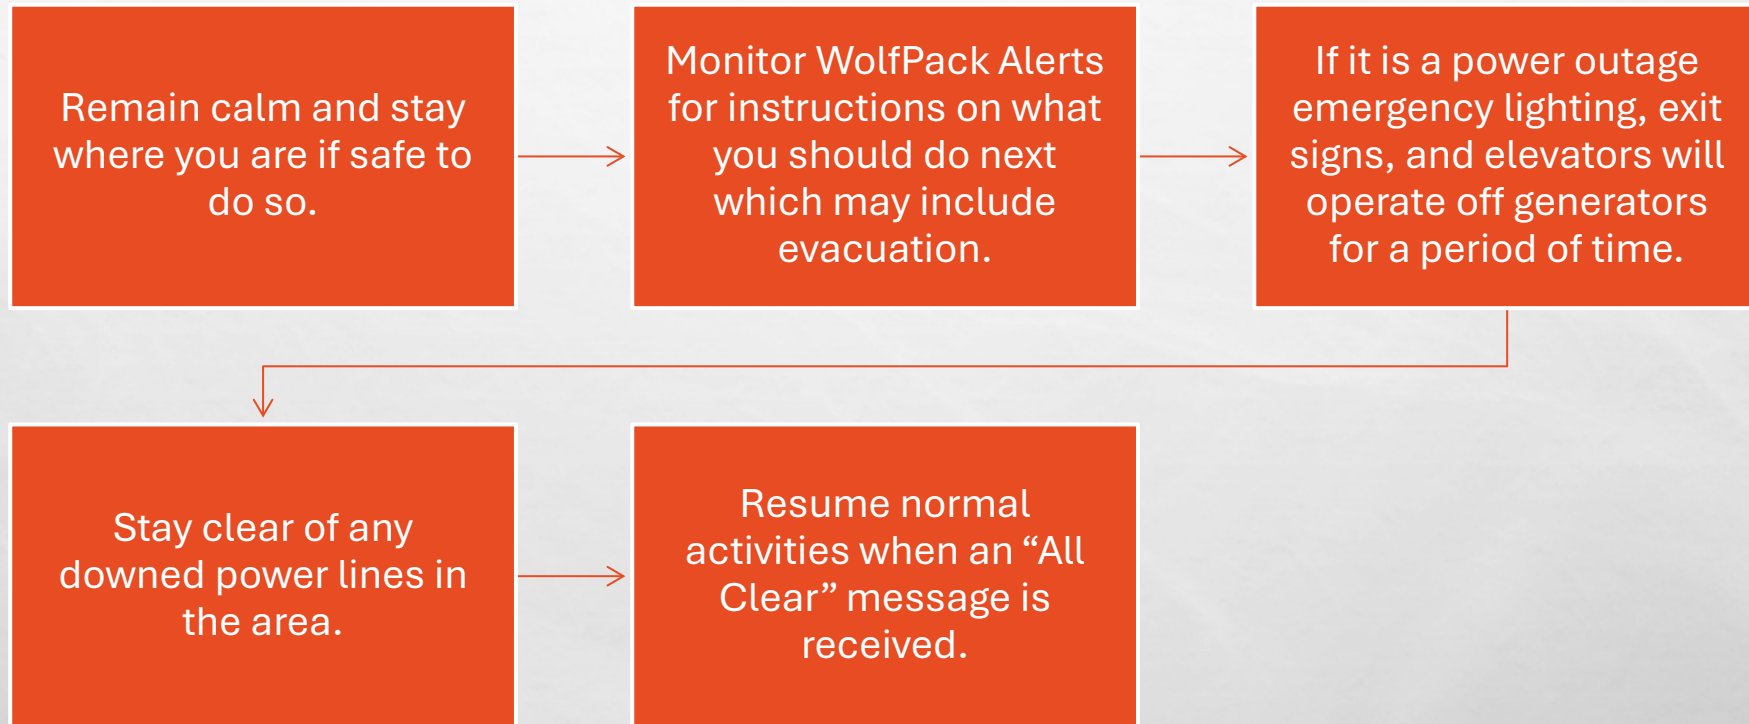 Remain calm and stay
where you are if safe to
do so.
Monitor WolfPack Alerts
for instructions on what
you should do next
which may include
evacuation.
If it is a power outage
emergency lighting, exit
signs, and elevators will
operate off generators
for a period of time.
Stay clear of any
downed power lines in
the area.
Resume normal
activities when an “All
Clear” message is
received.